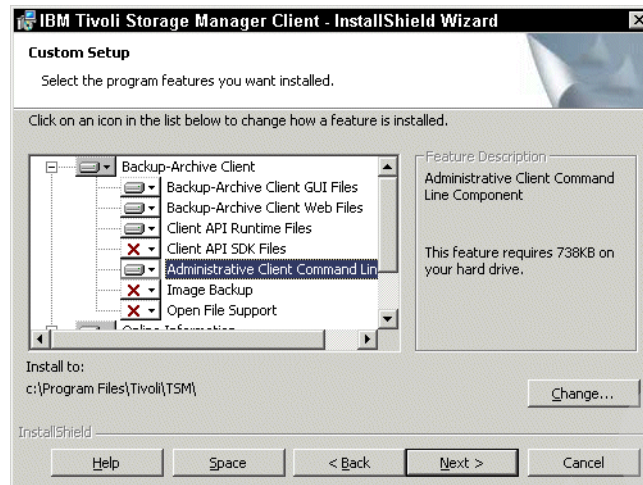 IBM Tivoli Storage Manager Client - InstallShield Wizard
Custom Setup
Select the program features you want installed.
Click on an icon in the list below to change how a feature is installed.
Backup-Archive Client
Backup-Archive Client GUI Files
Backup-Archive Client Web Files
Client API Runtime Files
Client API SDK Files
Administrative Client Command Lin
Image Backup
Open File Support
Online Information
Feature Description
Administrative Client Command
Line Component
This feature requires 738KB on
your hard drive.
Install to:
c:\Program Files\Tivoli\TSM\
Change...
InstallShield
Help Space < Back Next > Cancel